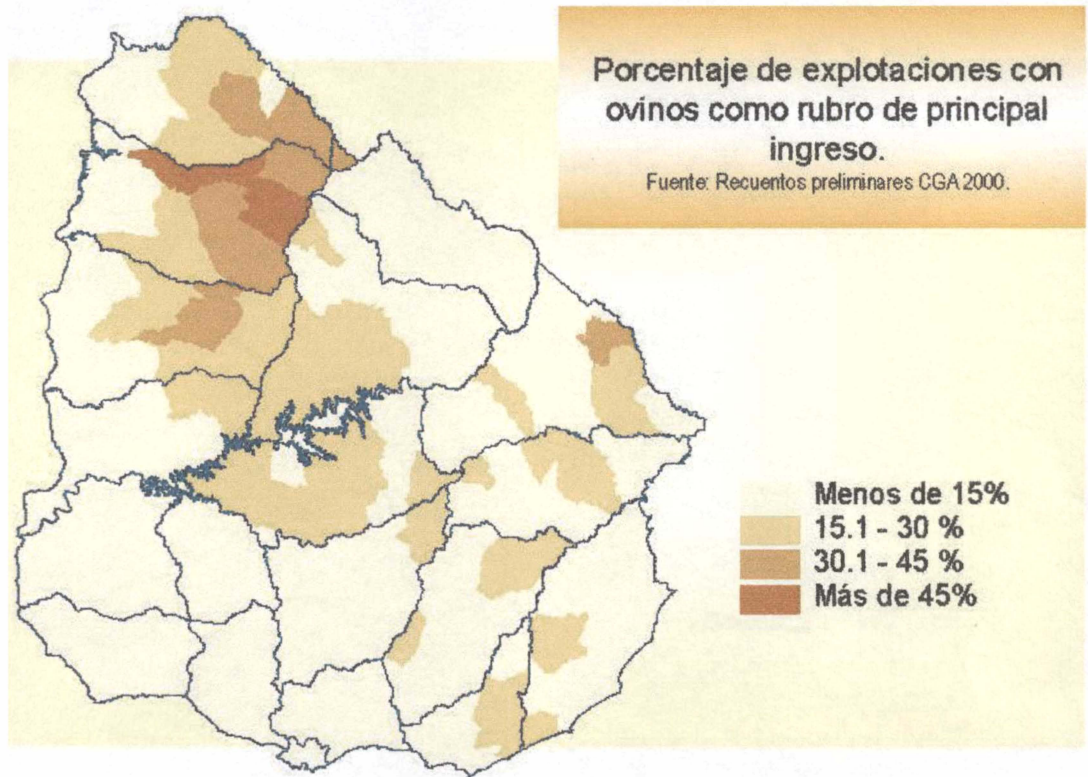 Porcentaje de explotaciones con
ovinos como rubro de principal
ingreso.
Fuente: Recuentos preliminares CGA 2000.
Menos de 15%
15.1 - 30 %
30.1 - 45 %
Más de 45%